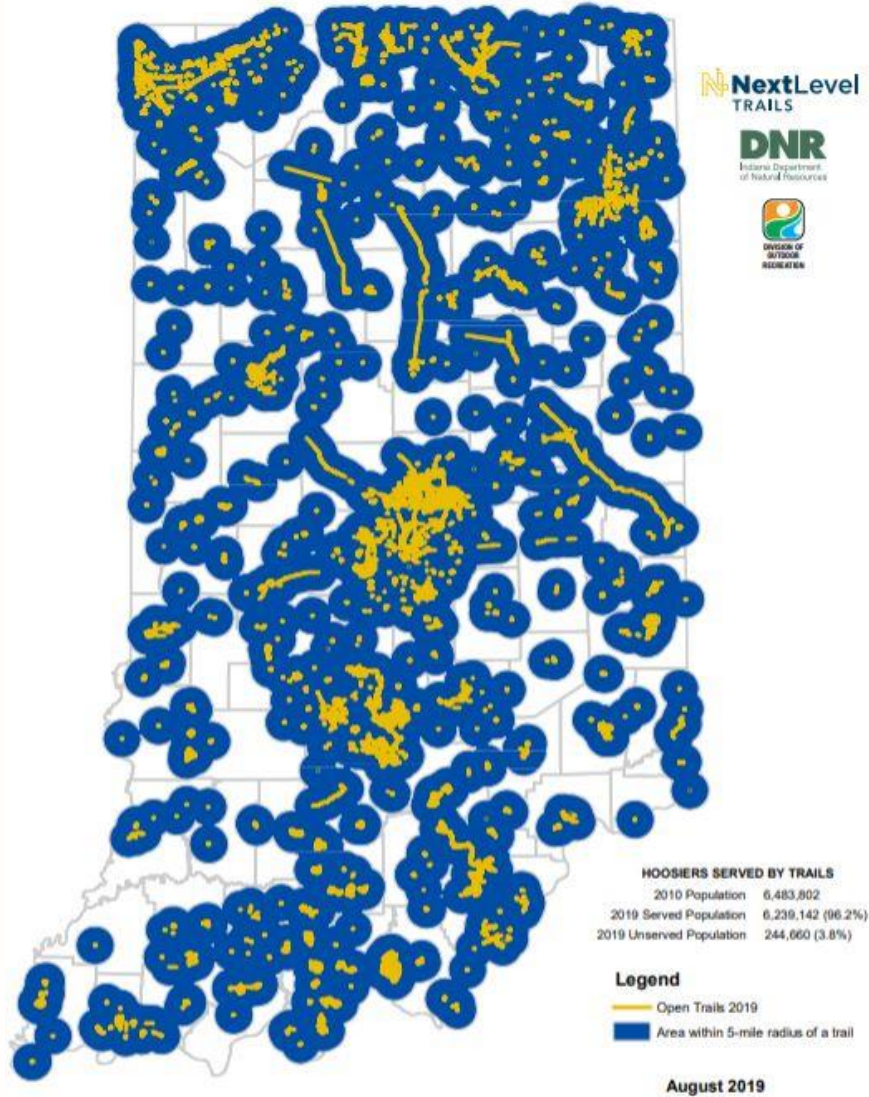 NextLevel
TRAILS
DNR
Indiana Department
of Natural Resources
DIVISION OF
OUTDOOR
RECREATION
HOOSIERS SERVED BY TRAILS
2010 Population 6,483,802
2019 Served Population 6,239,142 (96.2%)
2019 Unserved Population 244,660 (3.8%)
Legend
Open Trails 2019
Area within 5-mile radius of a trail
August 2019